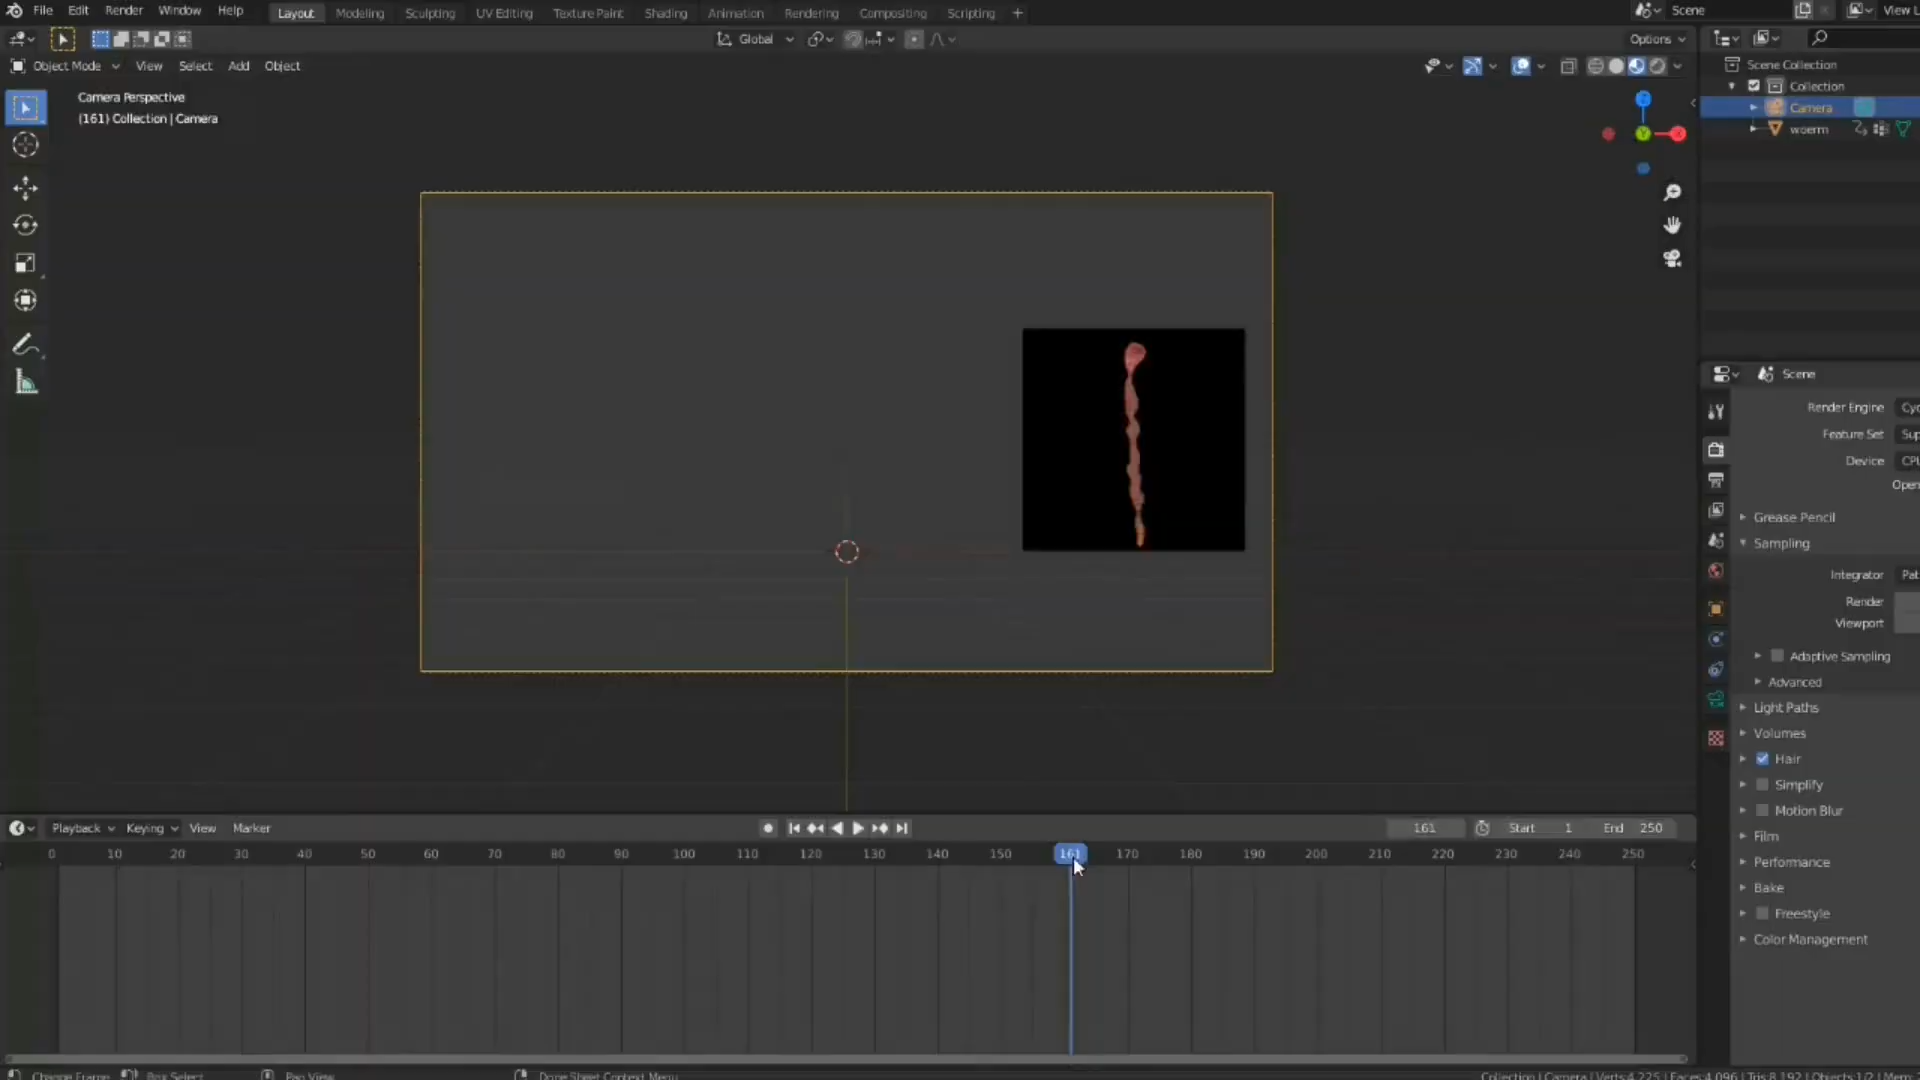 File Edit Render Window Help Layout Modeling Sculpting UV Editing Texture Paint Shading Animation Rendering Compositing Scripting + Scene View L
Global Options
Object Mode View Select Add Object
Scene Collection
Camera Perspective
Collection
(161) Collection | Camera
Camera
woerm
Z
Y
X
Scene
Render Engine Cyc
Feature Set Sup
Device CPU
Open
Grease Pencil
Sampling
Integrator Pat
Render
Viewport
Adaptive Sampling
Advanced
Light Paths
Volumes
Hair
Simplify
Motion Blur
Film
Performance
Bake
Freestyle
Color Management
Playback Keying View Marker 161 Start 1 End 250
0 10 20 30 40 50 60 70 80 90 100 110 120 130 140 150 161 170 180 190 200 210 220 230 240 250
Change Frame Box Select Pan View Dope Sheet Context Menu Collection | Camera | Verts:4,225 | Faces:4,096 | Tris:8,192 | Objects:1/2 | Mem: